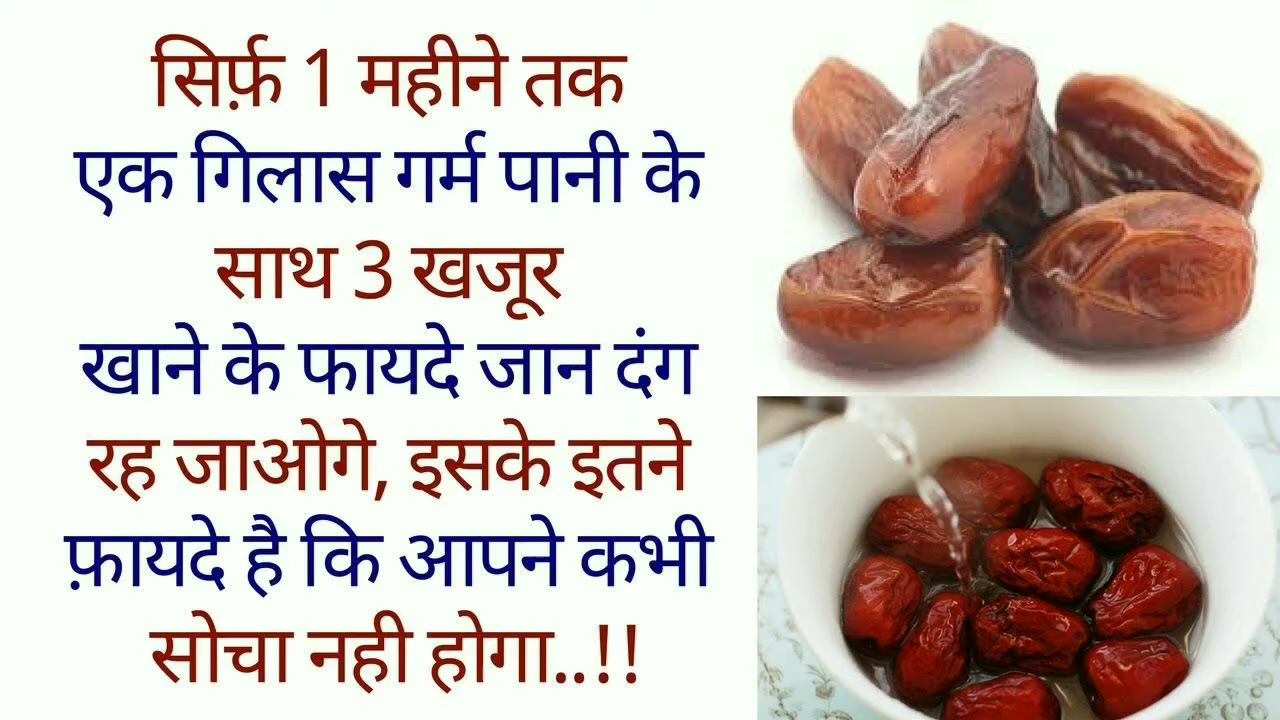 सिर्फ़ 1 महीने तक
एक गिलास गर्म पानी के
साथ 3 खजूर
खाने के फायदे जान दंग
रह जाओगे, इसके इतने
फ़ायदे है कि आपने कभी
सोचा नही होगा..!!